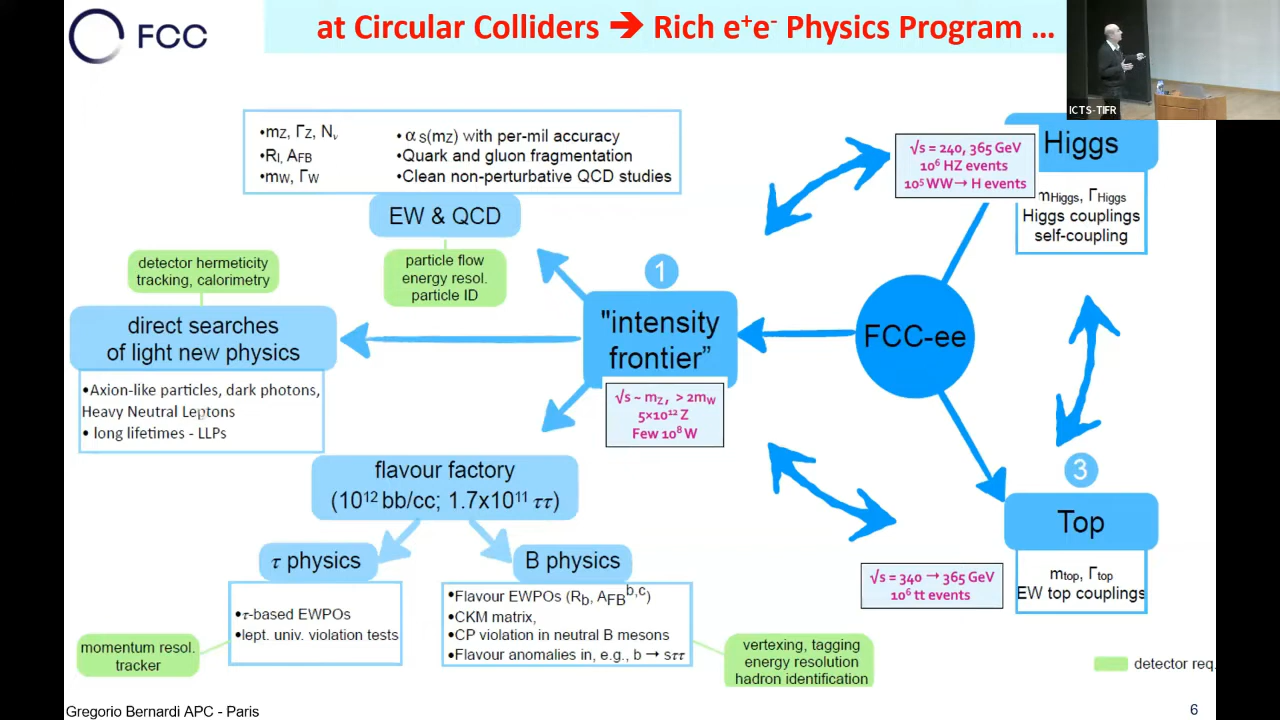 FCC
at Circular Colliders ➔ Rich e⁺e⁻ Physics Program ...
ICTS-TIFR
•mZ, ΓZ, Nν
•Rl, AFB
•mW, ΓW
•αS(mZ) with per-mil accuracy
•Quark and gluon fragmentation
•Clean non-perturbative QCD studies
EW & QCD
particle flow
energy resol.
particle ID
detector hermeticity
tracking, calorimetry
direct searches
of light new physics
•Axion-like particles, dark photons,
Heavy Neutral Leptons
• long lifetimes - LLPs
1
"intensity
frontier”
√s ~ mZ, > 2mW
5×10¹² Z
Few 10⁸ W
FCC-ee
√s = 240, 365 GeV
10⁶ HZ events
10⁵ WW→ H events
Higgs
mHiggs, ΓHiggs
Higgs couplings
self-coupling
flavour factory
(10¹² bb/cc; 1.7x10¹¹ ττ)
τ physics
•τ-based EWPOs
•lept. univ. violation tests
momentum resol.
tracker
B physics
•Flavour EWPOs (Rb, AFBᵇ,ᶜ)
•CKM matrix,
•CP violation in neutral B mesons
•Flavour anomalies in, e.g., b → sττ
vertexing, tagging
energy resolution
hadron identification
3
Top
mtop, Γtop
EW top couplings
√s = 340 → 365 GeV
10⁶ tt events
detector req.
Gregorio Bernardi APC - Paris
6